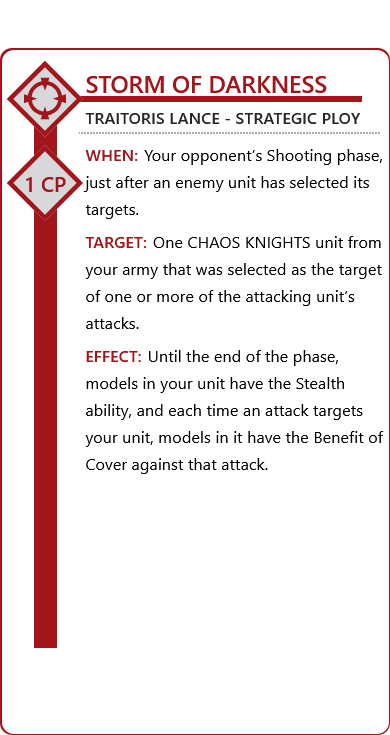 STORM OF DARKNESS
TRAITORIS LANCE - STRATEGIC PLOY
1 CP
WHEN: Your opponent’s Shooting phase,
just after an enemy unit has selected its
targets.
TARGET: One CHAOS KNIGHTS unit from
your army that was selected as the target
of one or more of the attacking unit’s
attacks.
EFFECT: Until the end of the phase,
models in your unit have the Stealth
ability, and each time an attack targets
your unit, models in it have the Benefit of
Cover against that attack.